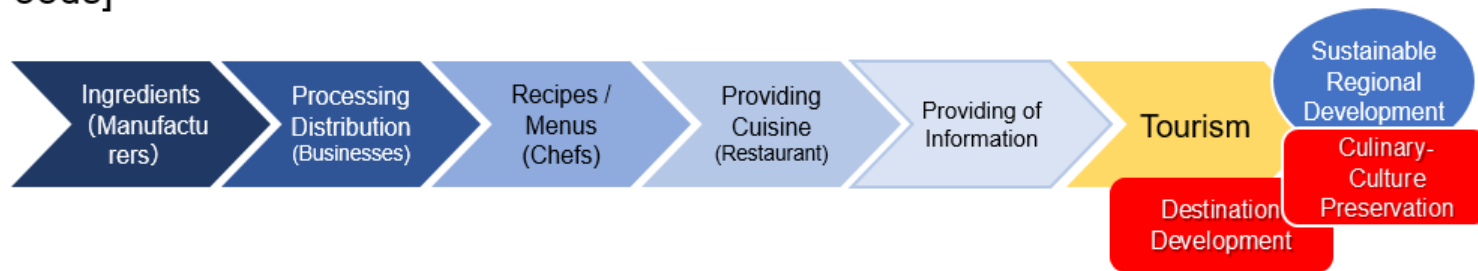 Ingredients
（Manufactu
rers）
Processing
Distribution
(Businesses)
Recipes /
Menus
(Chefs)
Providing
Cuisine
(Restaurant)
Providing of
Information
Tourism
Sustainable
Regional
Development
Culinary-
Culture
Preservation
Destination
Development